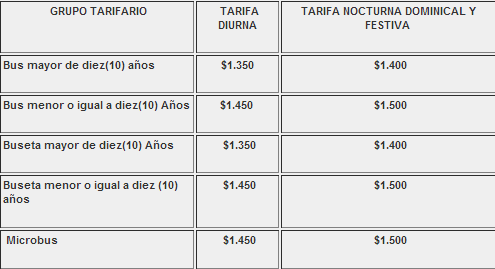 GRUPO TARIFARIO
TARIFA
DIURNA
TARIFA NOCTURNA DOMINICAL Y
FESTIVA
Bus mayor de diez(10) años
$1.350
$1.400
Bus menor o igual a diez(10) Años
$1.450
$1.500
Buseta mayor de diez(10) Años
$1.350
$1.400
Buseta menor o igual a diez (10)
años
$1.450
$1.500
Microbus
$1.450
$1.500